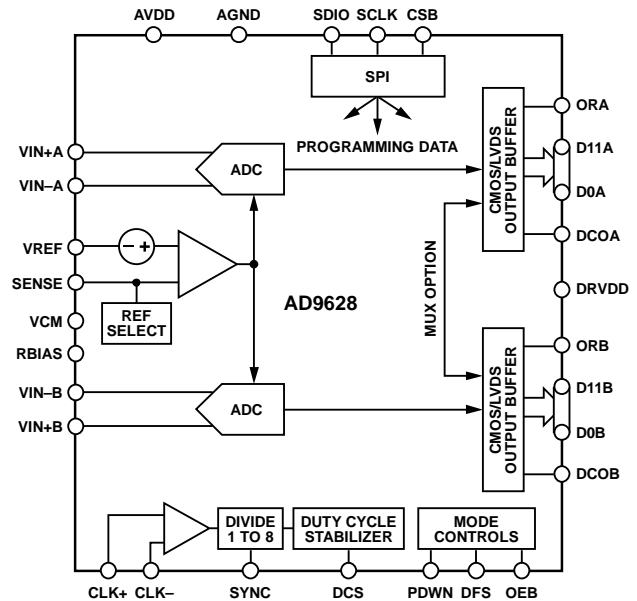 AVDD
AGND
SDIO
SCLK
CSB
SPI
PROGRAMMING DATA
VIN+A
VIN–A
ADC
CMOS/LVDS
OUTPUT BUFFER
ORA
D11A
D0A
DCOA
VREF
– +
SENSE
REF
SELECT
AD9628
MUX OPTION
DRVDD
VCM
RBIAS
VIN–B
VIN+B
ADC
CMOS/LVDS
OUTPUT BUFFER
ORB
D11B
D0B
DCOB
DIVIDE
1 TO 8
DUTY CYCLE
STABILIZER
MODE
CONTROLS
CLK+
CLK–
SYNC
DCS
PDWN
DFS
OEB